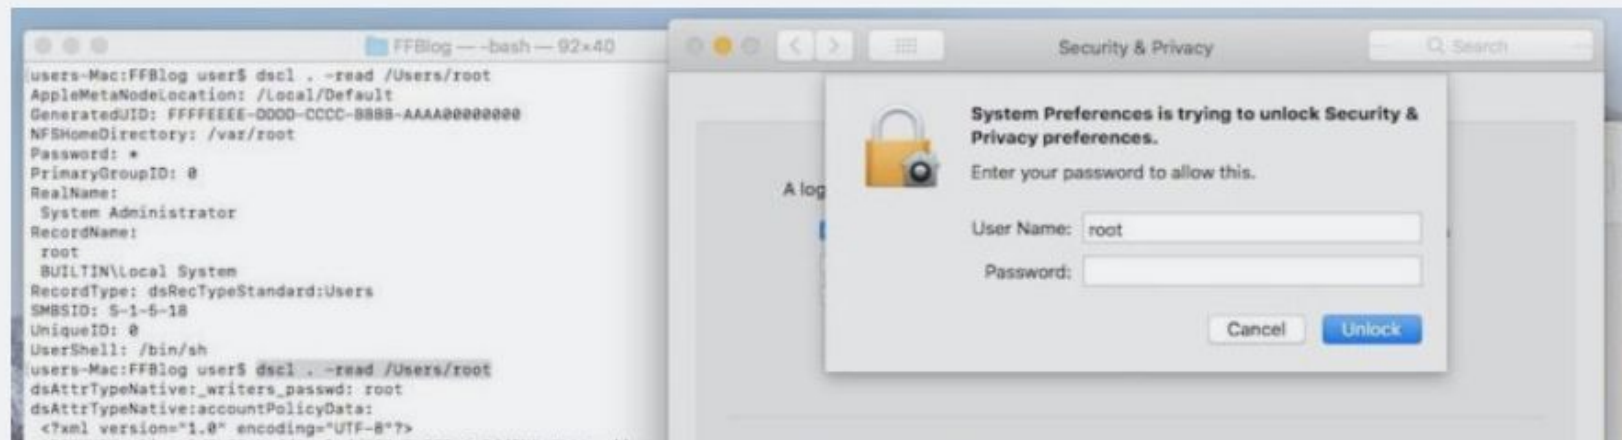 FFBlog — -bash — 92×40
users-Mac:FFBlog user$ dscl . -read /Users/root
AppleMetaNodeLocation: /Local/Default
GeneratedUID: FFFFEEEE-DDDD-CCCC-BBBB-AAAA00000000
NFSHomeDirectory: /var/root
Password: *
PrimaryGroupID: 0
RealName:
System Administrator
RecordName:
root
BUILTIN\Local System
RecordType: dsRecTypeStandard:Users
SMBSID: S-1-5-18
UniqueID: 0
UserShell: /bin/sh
users-Mac:FFBlog user$ dscl . -read /Users/root
dsAttrTypeNative:_writers_passwd: root
dsAttrTypeNative:accountPolicyData:
<?xml version="1.0" encoding="UTF-8"?>
Security & Privacy
Search
System Preferences is trying to unlock Security &
Privacy preferences.
Enter your password to allow this.
A log
User Name: root
Password:
Cancel
Unlock